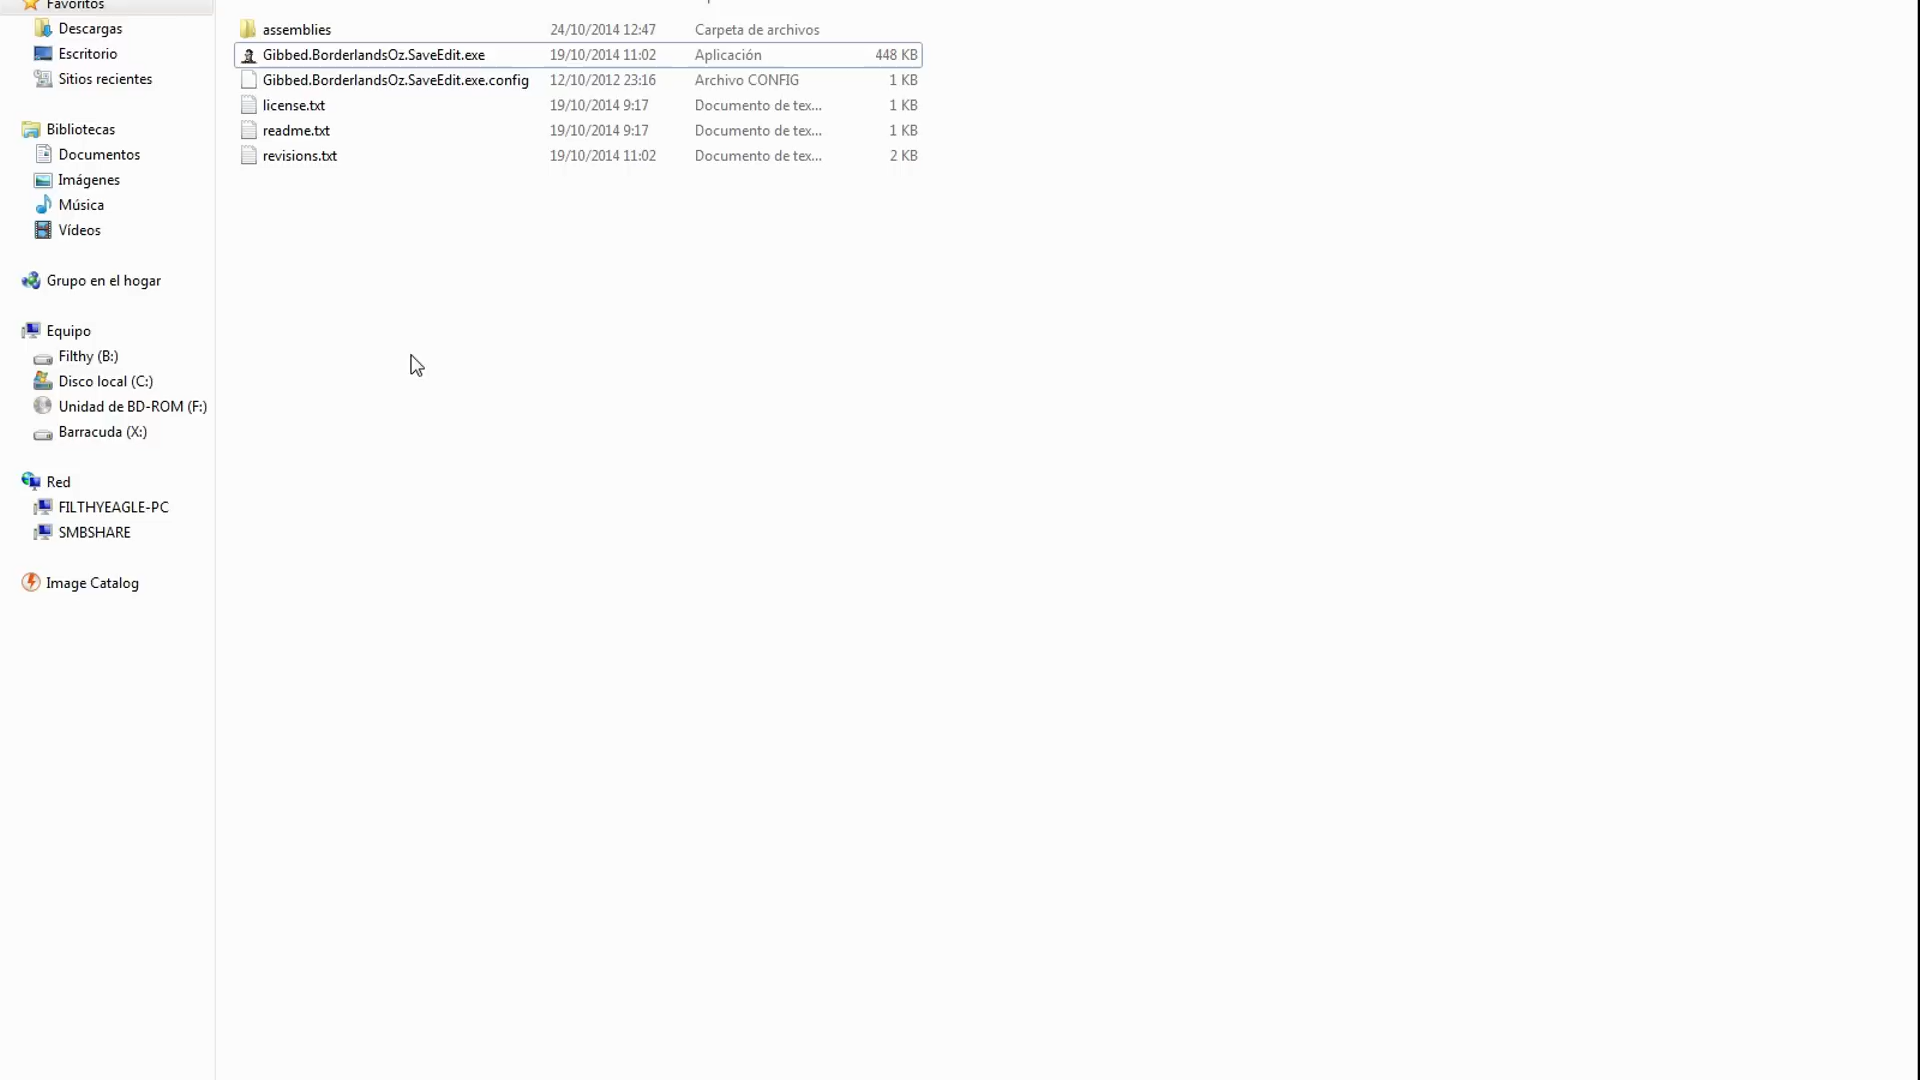 Favoritos
Descargas
Escritorio
Sitios recientes
Bibliotecas
Documentos
Imágenes
Música
Vídeos
Grupo en el hogar
Equipo
Filthy (B:)
Disco local (C:)
Unidad de BD-ROM (F:)
Barracuda (X:)
Red
FILTHYEAGLE-PC
SMBSHARE
Image Catalog
assemblies 24/10/2014 12:47 Carpeta de archivos
Gibbed.BorderlandsOz.SaveEdit.exe 19/10/2014 11:02 Aplicación 448 KB
Gibbed.BorderlandsOz.SaveEdit.exe.config 12/10/2012 23:16 Archivo CONFIG 1 KB
license.txt 19/10/2014 9:17 Documento de tex... 1 KB
readme.txt 19/10/2014 9:17 Documento de tex... 1 KB
revisions.txt 19/10/2014 11:02 Documento de tex... 2 KB